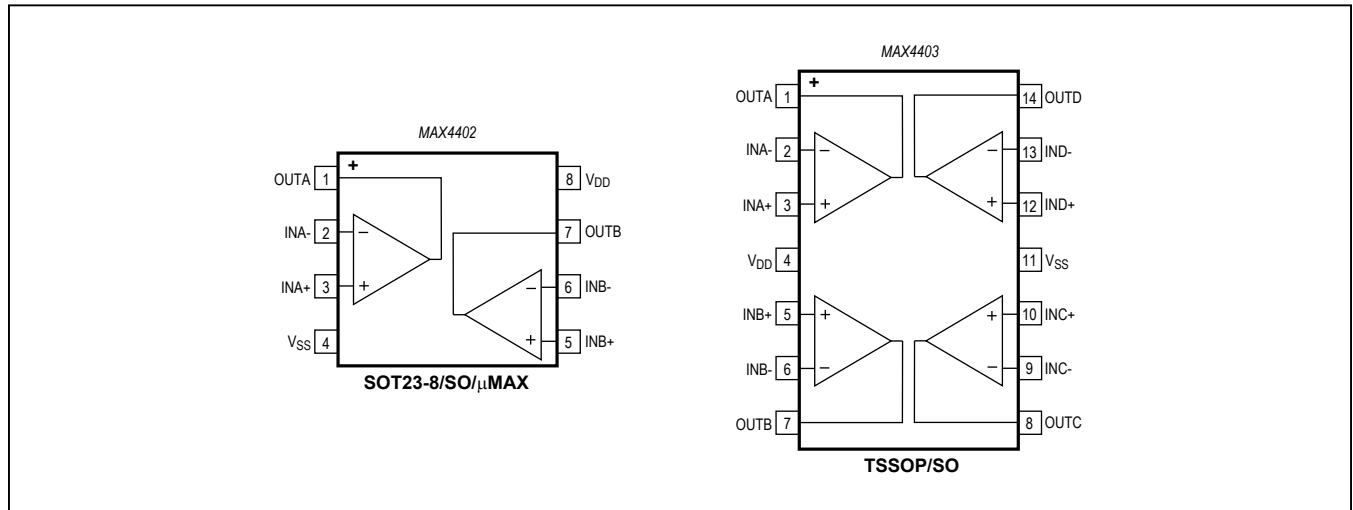 MAX4402
+
OUTA 1
8 VDD
INA- 2
−
7 OUTB
INA+ 3
+
−
6 INB-
VSS 4
+
5 INB+
SOT23-8/SO/μMAX
MAX4403
+
OUTA 1
14 OUTD
INA- 2
−
−
13 IND-
INA+ 3
+
+
12 IND+
VDD 4
11 VSS
INB+ 5
+
+
10 INC+
INB- 6
−
−
9 INC-
OUTB 7
8 OUTC
TSSOP/SO